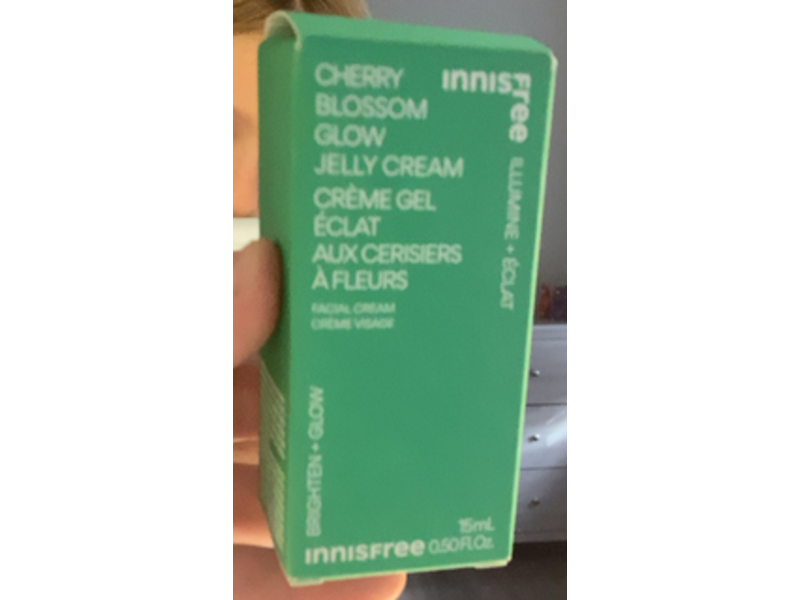 CHERRY
BLOSSOM
GLOW
JELLY CREAM
CRÈME GEL
ÉCLAT
AUX CERISIERS
À FLEURS
FACIAL CREAM
CRÈME VISAGE
innisfree
ILLUMINE + ÉCLAT
BRIGHTEN + GLOW
15mL
innisfree 0.50 Fl. Oz.